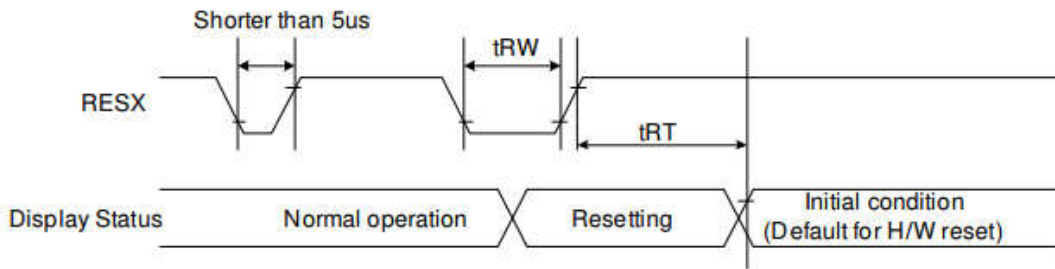 Shorter than 5us
tRW
RESX
tRT
Display Status
Normal operation
Resetting
Initial condition
(Default for H/W reset)